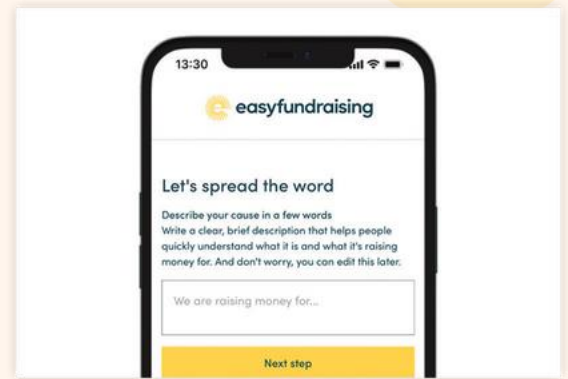 13:30
easyfundraising
Let's spread the word
Describe your cause in a few words
Write a clear, brief description that helps people
quickly understand what it is and what it's raising
money for. And don't worry, you can edit this later.
We are raising money for...
Next step